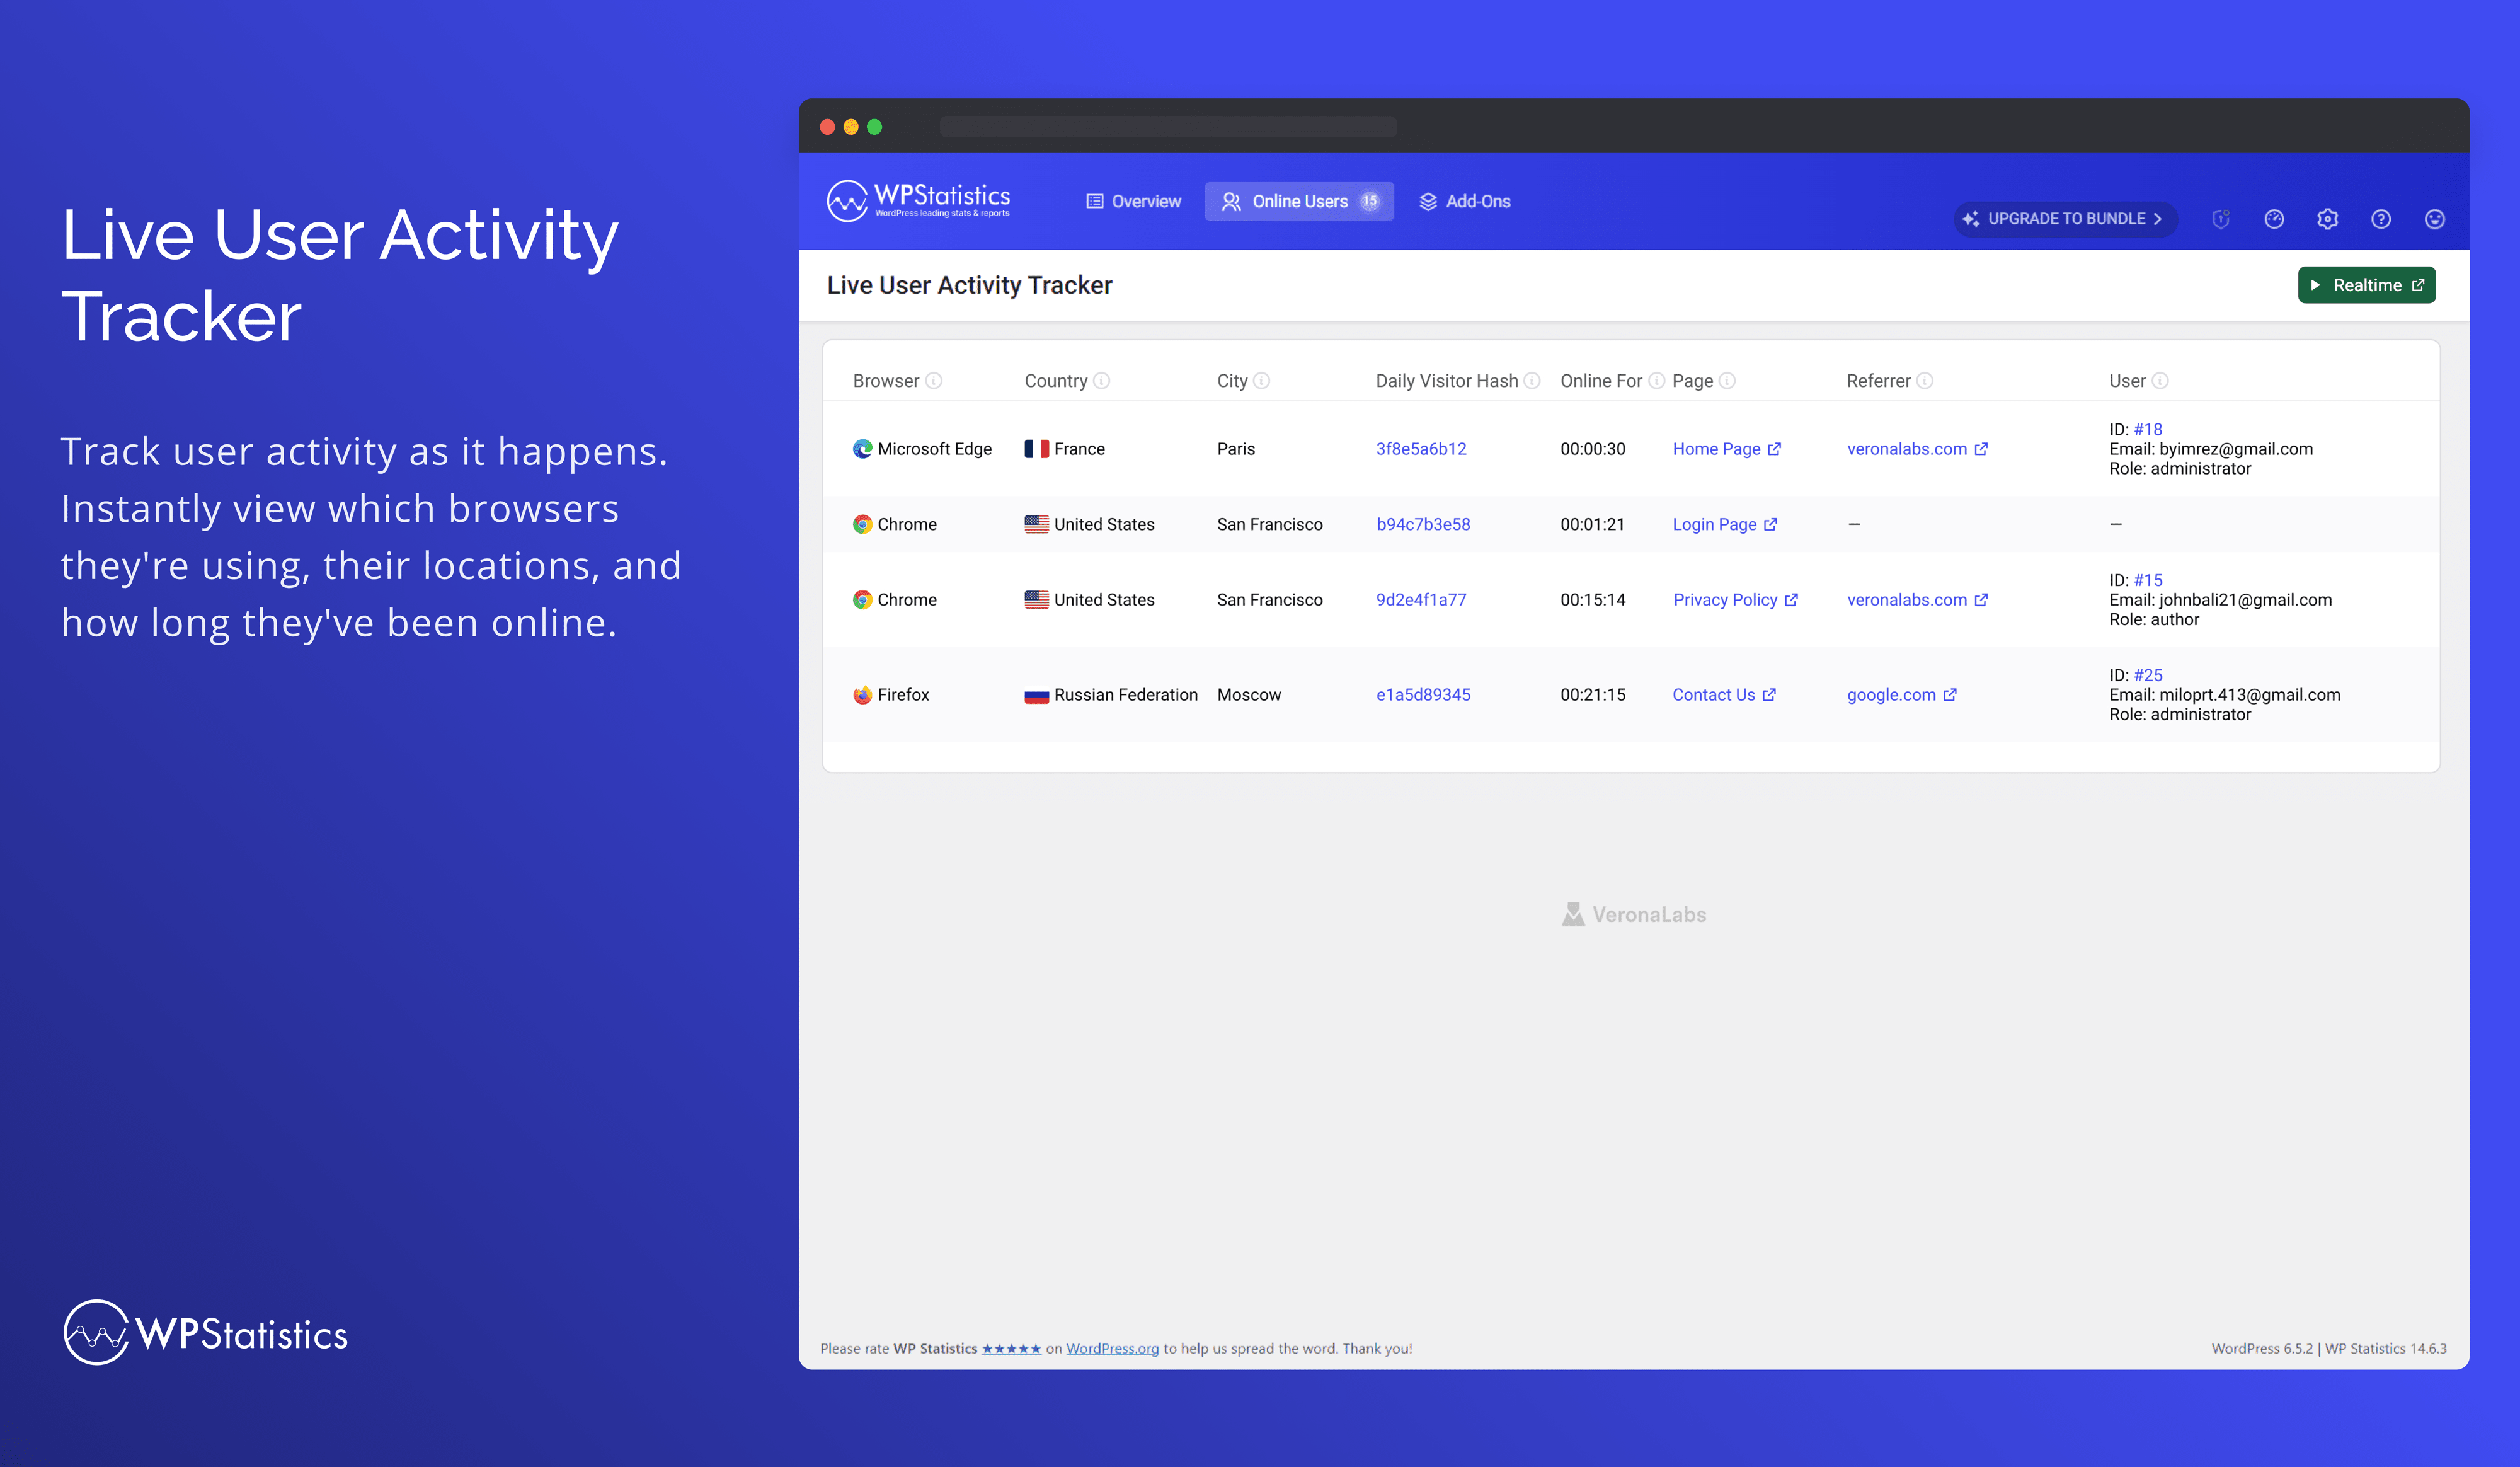 Live User Activity
Tracker
Track user activity as it happens.
Instantly view which browsers
they're using, their locations, and
how long they've been online.
WPStatistics
WPStatistics
WordPress leading stats & reports
Overview
Online Users 15
Add-Ons
UPGRADE TO BUNDLE
Live User Activity Tracker
Realtime
Browser Country City Daily Visitor Hash Online For Page Referrer User
Microsoft Edge France Paris 3f8e5a6b12 00:00:30 Home Page veronalabs.com
ID: #18
Email: byimrez@gmail.com
Role: administrator
Chrome United States San Francisco b94c7b3e58 00:01:21 Login Page — —
Chrome United States San Francisco 9d2e4f1a77 00:15:14 Privacy Policy veronalabs.com
ID: #15
Email: johnbali21@gmail.com
Role: author
Firefox Russian Federation Moscow e1a5d89345 00:21:15 Contact Us google.com
ID: #25
Email: miloprt.413@gmail.com
Role: administrator
VeronaLabs
Please rate WP Statistics ★★★★★ on WordPress.org to help us spread the word. Thank you!
WordPress 6.5.2 | WP Statistics 14.6.3